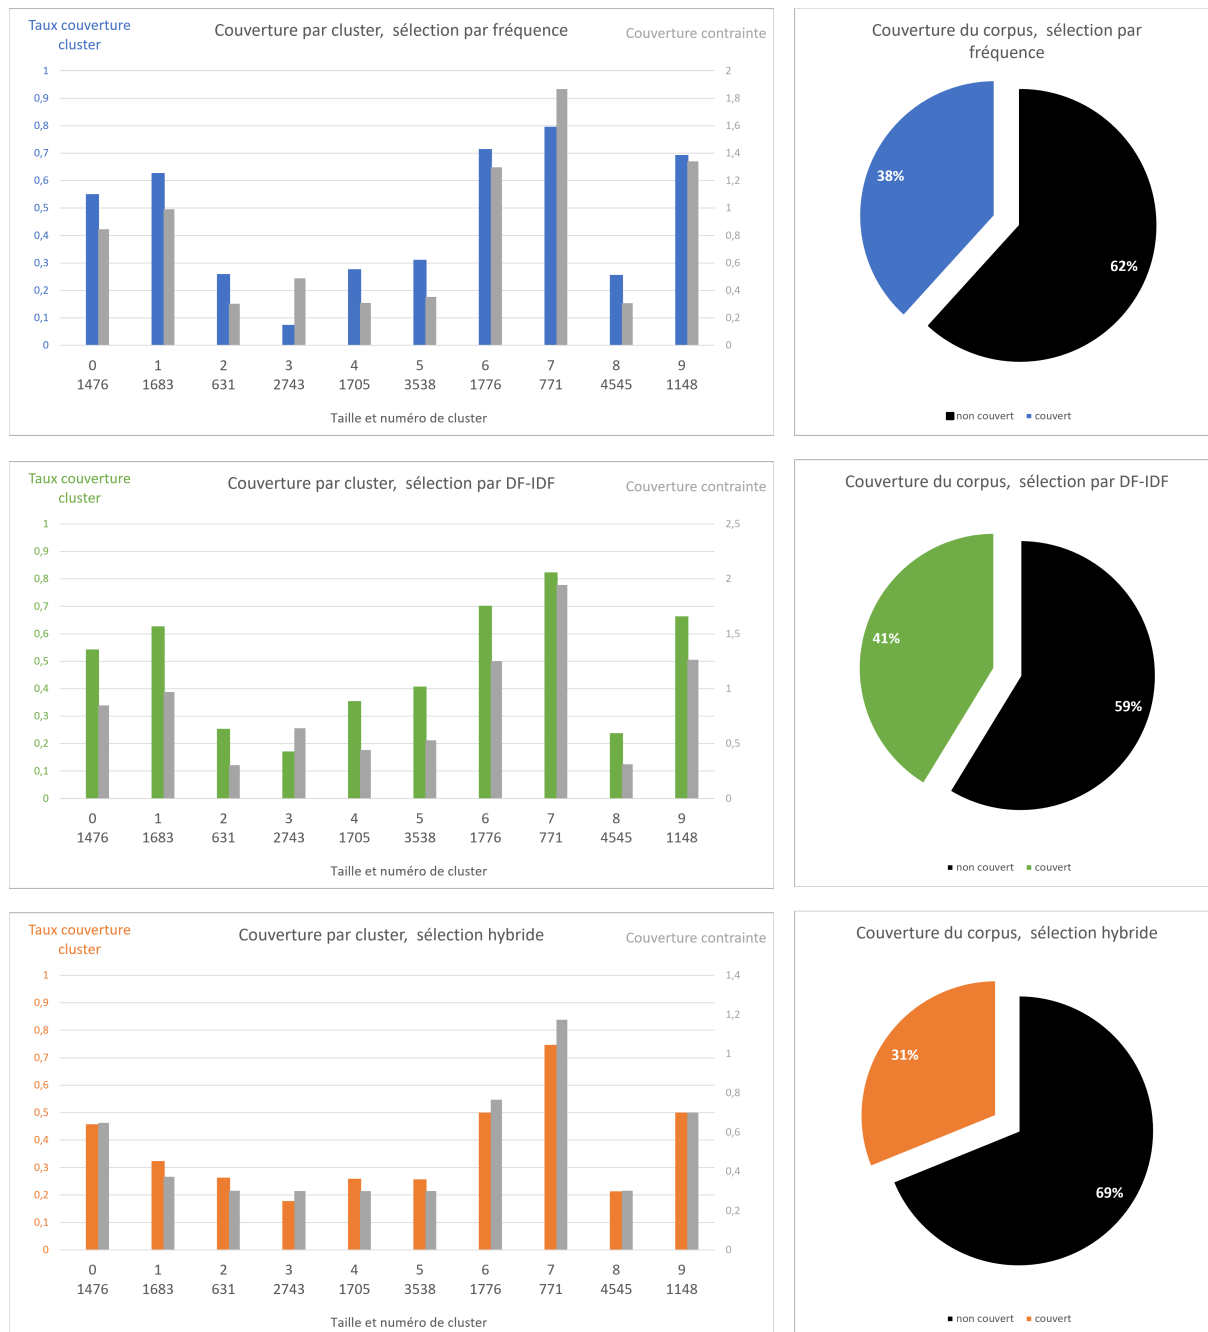 Taux couverture
cluster
Couverture par cluster,  sélection par fréquence
Couverture contrainte
1
0,9
0,8
0,7
0,6
0,5
0,4
0,3
0,2
0,1
0
2
1,8
1,6
1,4
1,2
1
0,8
0,6
0,4
0,2
0
0 1 2 3 4 5 6 7 8 9
1476 1683 631 2743 1705 3538 1776 771 4545 1148
Taille et numéro de cluster
Couverture du corpus,  sélection par
fréquence
38%
62%
non couvert couvert
Taux couverture
cluster
Couverture par cluster,  sélection par DF-IDF
Couverture contrainte
1
0,9
0,8
0,7
0,6
0,5
0,4
0,3
0,2
0,1
0
2,5
2
1,5
1
0,5
0
0 1 2 3 4 5 6 7 8 9
1476 1683 631 2743 1705 3538 1776 771 4545 1148
Taille et numéro de cluster
Couverture du corpus,  sélection par DF-IDF
41%
59%
non couvert couvert
Taux couverture
cluster
Couverture par cluster,  sélection hybride
Couverture contrainte
1
0,9
0,8
0,7
0,6
0,5
0,4
0,3
0,2
0,1
0
1,4
1,2
1
0,8
0,6
0,4
0,2
0
0 1 2 3 4 5 6 7 8 9
1476 1683 631 2743 1705 3538 1776 771 4545 1148
Taille et numéro de cluster
Couverture du corpus,  sélection hybride
31%
69%
non couvert couvert